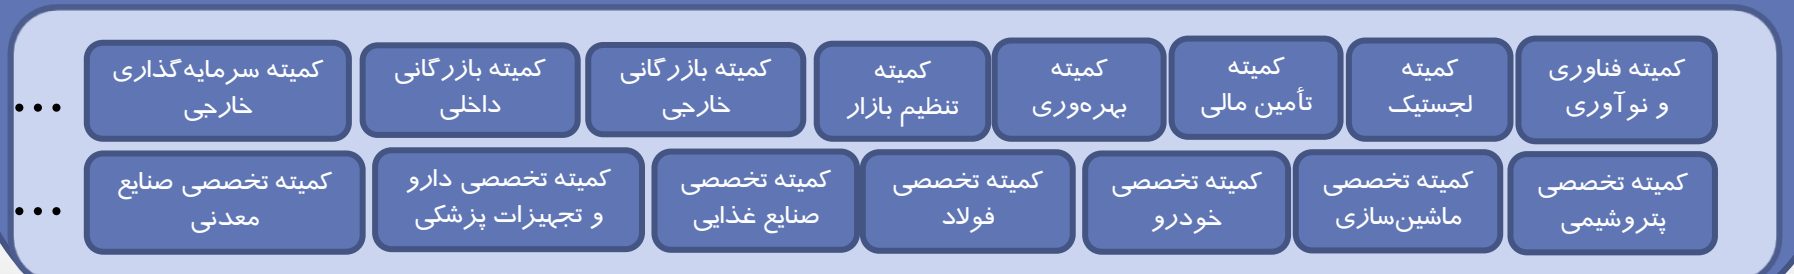 کمیته فناوری
و نوآوری
کمیته
لجستیک
کمیته
تأمین مالی
کمیته
بهره‌وری
کمیته
تنظیم بازار
کمیته بازرگانی
خارجی
کمیته بازرگانی
داخلی
کمیته سرمایه‌گذاری
خارجی
...
کمیته تخصصی
پتروشیمی
کمیته تخصصی
ماشین‌سازی
کمیته تخصصی
خودرو
کمیته تخصصی
فولاد
کمیته تخصصی
صنایع غذایی
کمیته تخصصی دارو
و تجهیزات پزشکی
کمیته تخصصی صنایع
معدنی
...